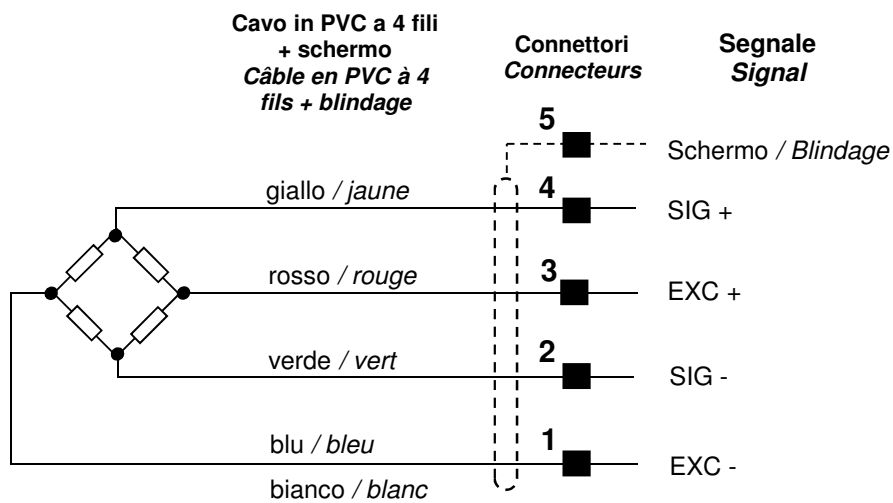 Cavo in PVC a 4 fili
+ schermo
Câble en PVC à 4
fils + blindage
Connettori
Connecteurs
Segnale
Signal
5
Schermo / Blindage
giallo / jaune
4
SIG +
rosso / rouge
3
EXC +
verde / vert
2
SIG -
blu / bleu
1
EXC -
bianco / blanc